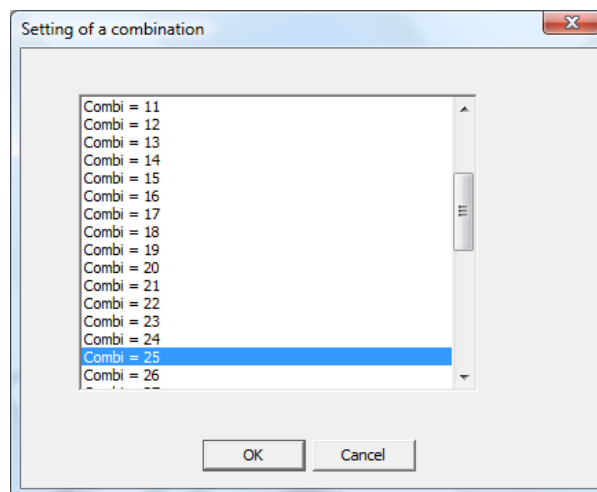 Setting of a combination
Combi = 11
Combi = 12
Combi = 13
Combi = 14
Combi = 15
Combi = 16
Combi = 17
Combi = 18
Combi = 19
Combi = 20
Combi = 21
Combi = 22
Combi = 23
Combi = 24
Combi = 25
Combi = 26
OK Cancel